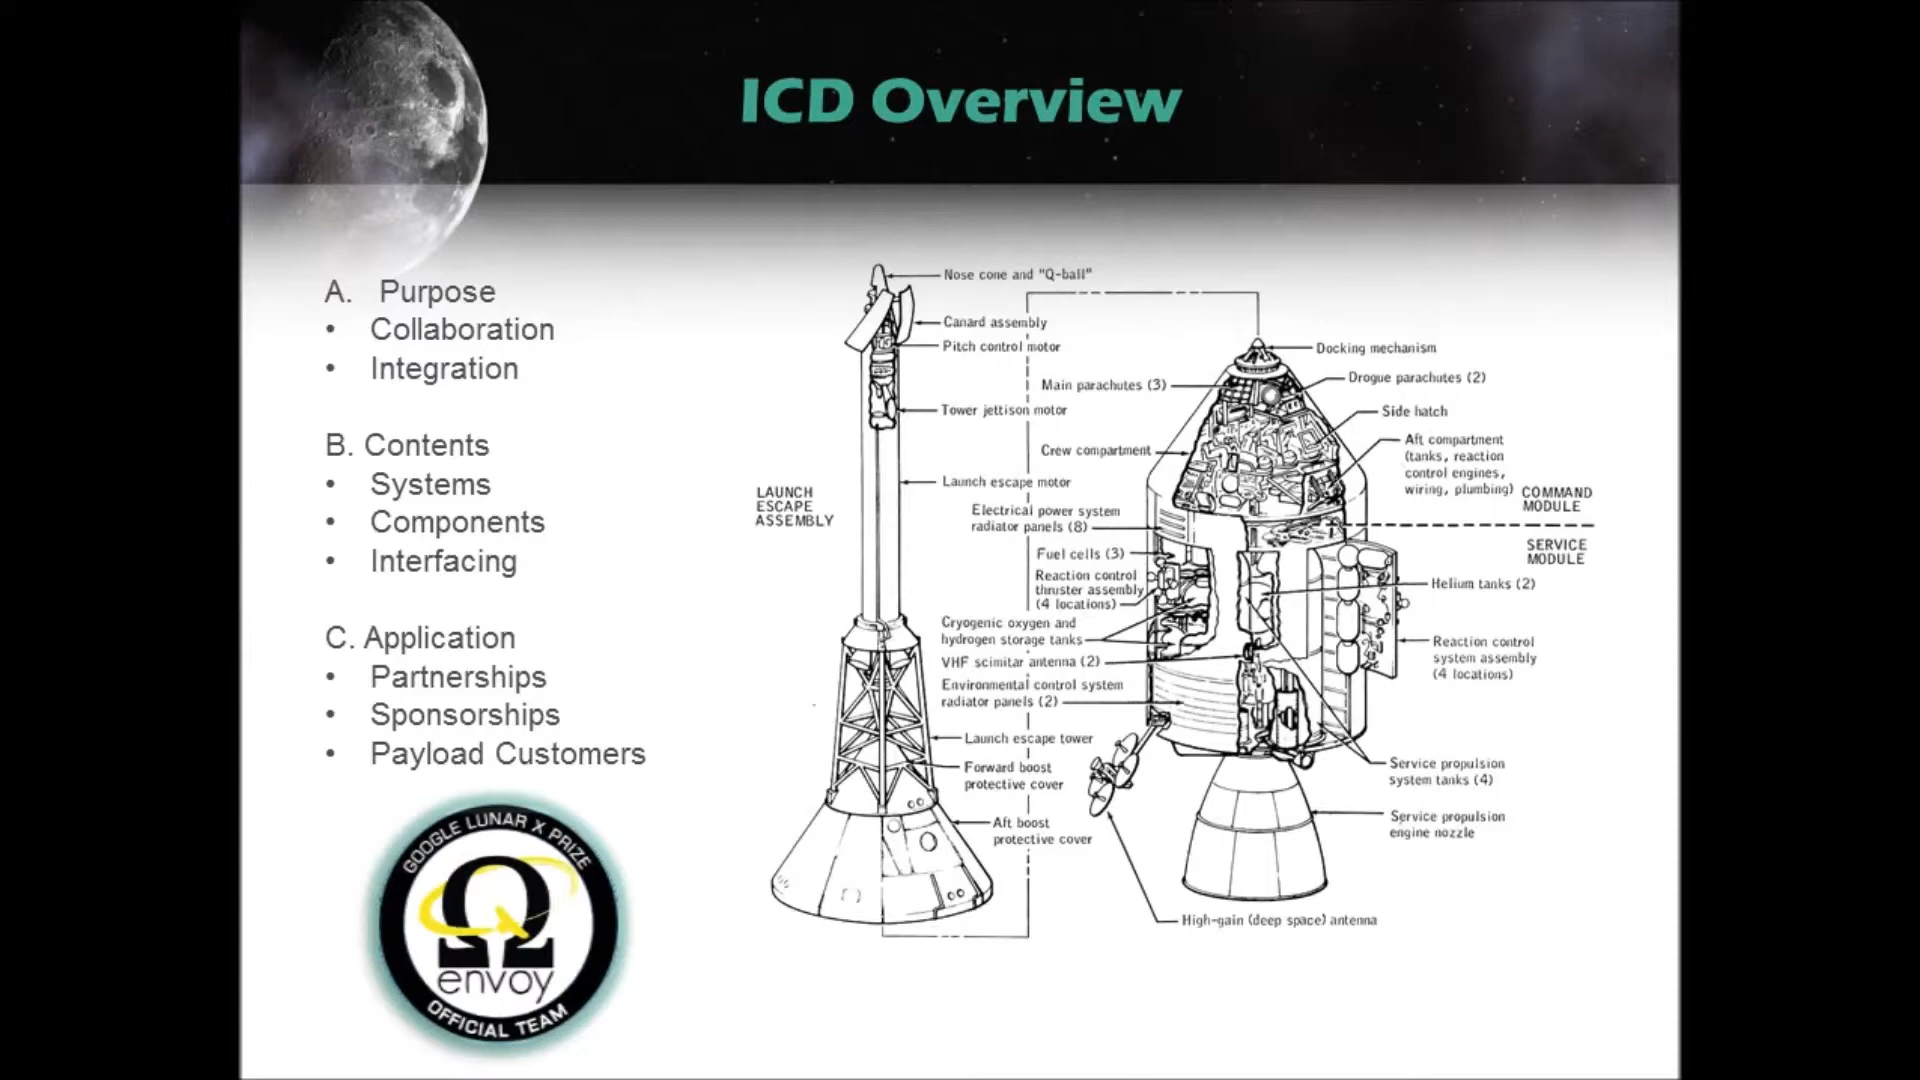 ICD Overview
A. Purpose
• Collaboration
• Integration
B. Contents
• Systems
• Components
• Interfacing
C. Application
• Partnerships
• Sponsorships
• Payload Customers
GOOGLE LUNAR X PRIZE
Ω
envoy
OFFICIAL TEAM
Nose cone and "Q-ball"
Canard assembly
Pitch control motor
Tower jettison motor
Launch escape motor
LAUNCH
ESCAPE
ASSEMBLY
Launch escape tower
Forward boost
protective cover
Aft boost
protective cover
Main parachutes (3)
Crew compartment
Electrical power system
radiator panels (8)
Fuel cells (3)
Reaction control
thruster assembly
(4 locations)
Cryogenic oxygen and
hydrogen storage tanks
VHF scimitar antenna (2)
Environmental control system
radiator panels (2)
Docking mechanism
Drogue parachutes (2)
Side hatch
Aft compartment
(tanks, reaction
control engines,
wiring, plumbing)
COMMAND
MODULE
SERVICE
MODULE
Helium tanks (2)
Reaction control
system assembly
(4 locations)
Service propulsion
system tanks (4)
Service propulsion
engine nozzle
High-gain (deep space) antenna